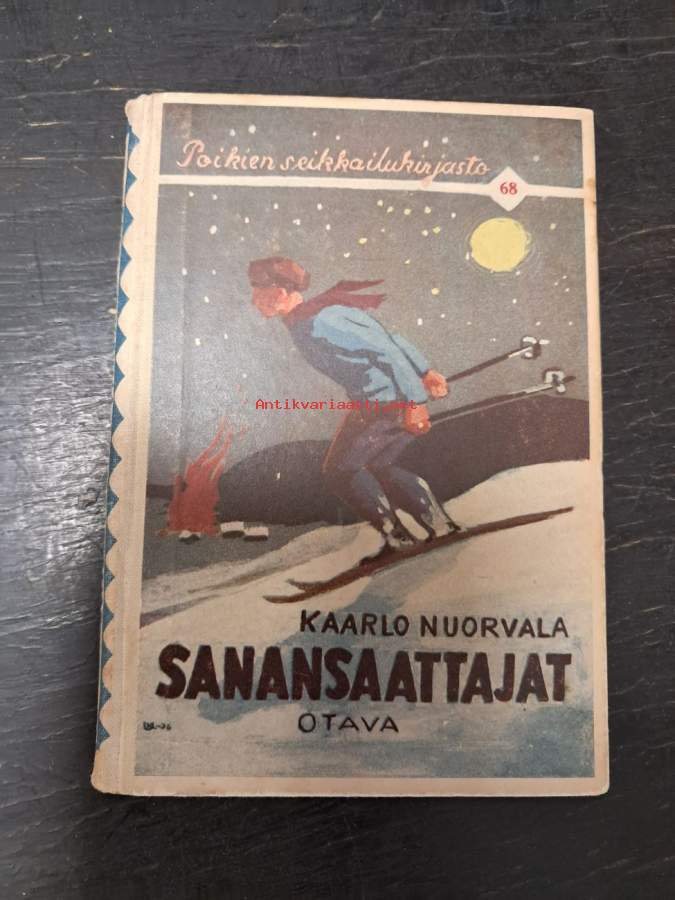 Poikien seikkailukirjasto
68
Antikvariaatti.net
KAARLO NUORVALA
SANANSAATTAJAT
OTAVA